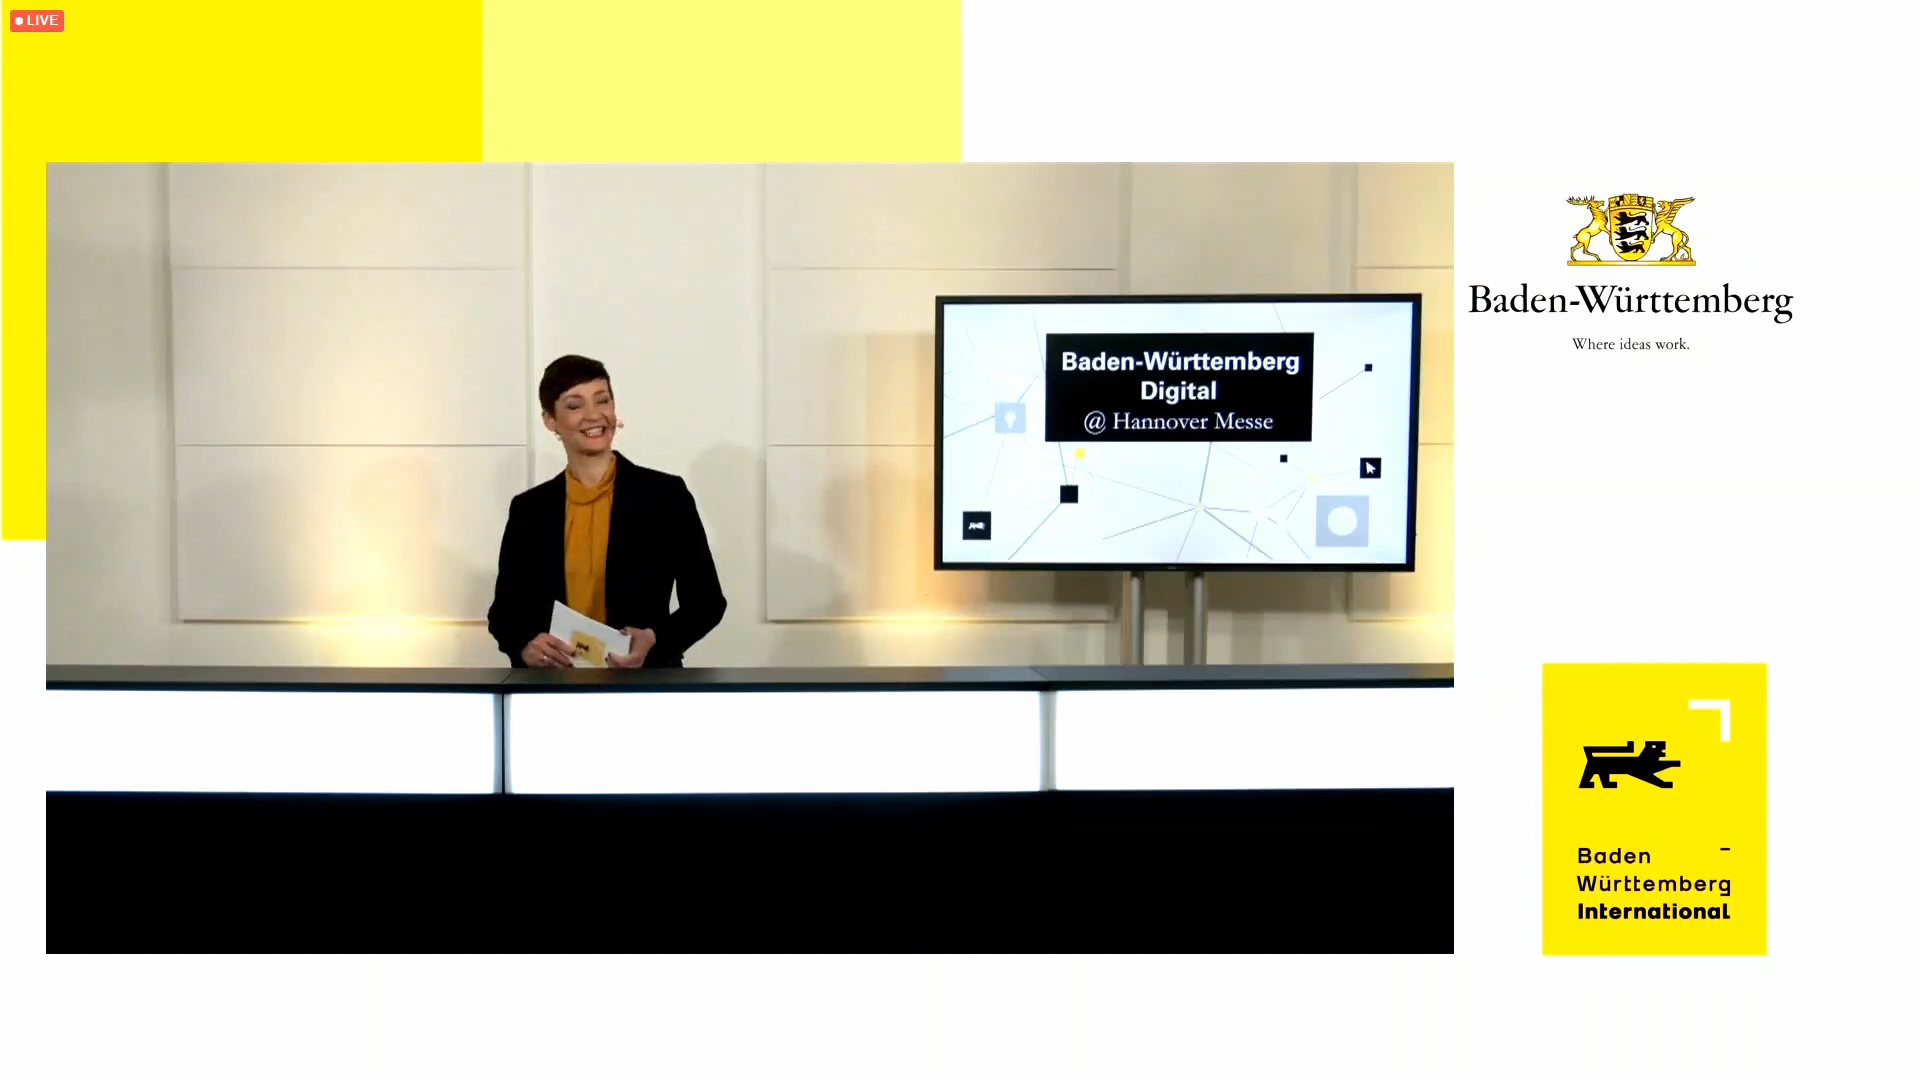 LIVE
Baden-Württemberg
Digital
@ Hannover Messe
Baden-Württemberg
Where ideas work.
Baden -
Württemberg
International